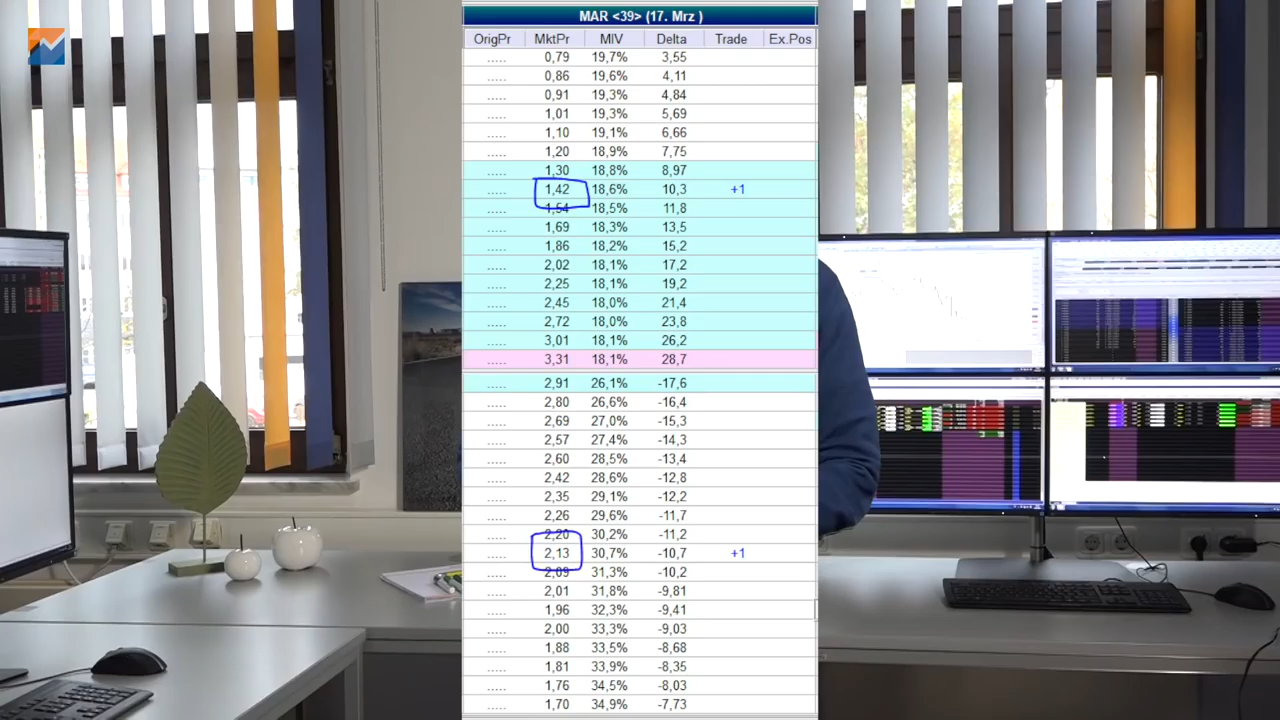 MAR <39> (17. Mrz )
OrigPr MktPr MIV Delta Trade Ex.Pos
..... 0,79 19,7% 3,55
..... 0,86 19,6% 4,11
..... 0,91 19,3% 4,84
..... 1,01 19,3% 5,69
..... 1,10 19,1% 6,66
..... 1,20 18,9% 7,75
..... 1,30 18,8% 8,97
..... 1,42 18,6% 10,3 +1
..... 1,54 18,5% 11,8
..... 1,69 18,3% 13,5
..... 1,86 18,2% 15,2
..... 2,02 18,1% 17,2
..... 2,25 18,1% 19,2
..... 2,45 18,0% 21,4
..... 2,72 18,0% 23,8
..... 3,01 18,1% 26,2
..... 3,31 18,1% 28,7
..... 2,91 26,1% -17,6
..... 2,80 26,6% -16,4
..... 2,69 27,0% -15,3
..... 2,57 27,4% -14,3
..... 2,60 28,5% -13,4
..... 2,42 28,6% -12,8
..... 2,35 29,1% -12,2
..... 2,26 29,6% -11,7
..... 2,20 30,2% -11,2
..... 2,13 30,7% -10,7 +1
..... 2,09 31,3% -10,2
..... 2,01 31,8% -9,81
..... 1,96 32,3% -9,41
..... 2,00 33,3% -9,03
..... 1,88 33,5% -8,68
..... 1,81 33,9% -8,35
..... 1,76 34,5% -8,03
..... 1,70 34,9% -7,73